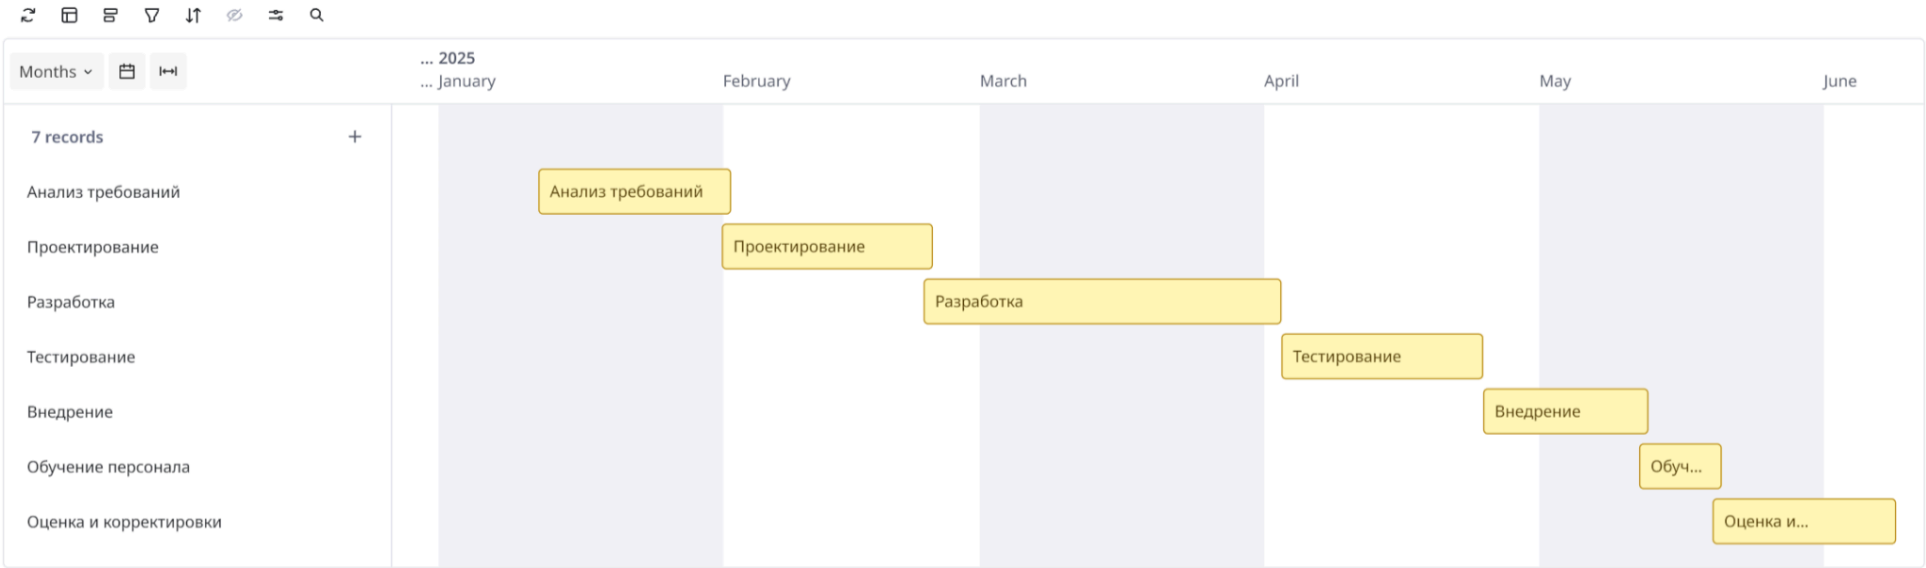 ... 2025
Months
... January February March April May June
7 records
Анализ требований Анализ требований
Проектирование Проектирование
Разработка Разработка
Тестирование Тестирование
Внедрение Внедрение
Обучение персонала Обуч...
Оценка и корректировки Оценка и...